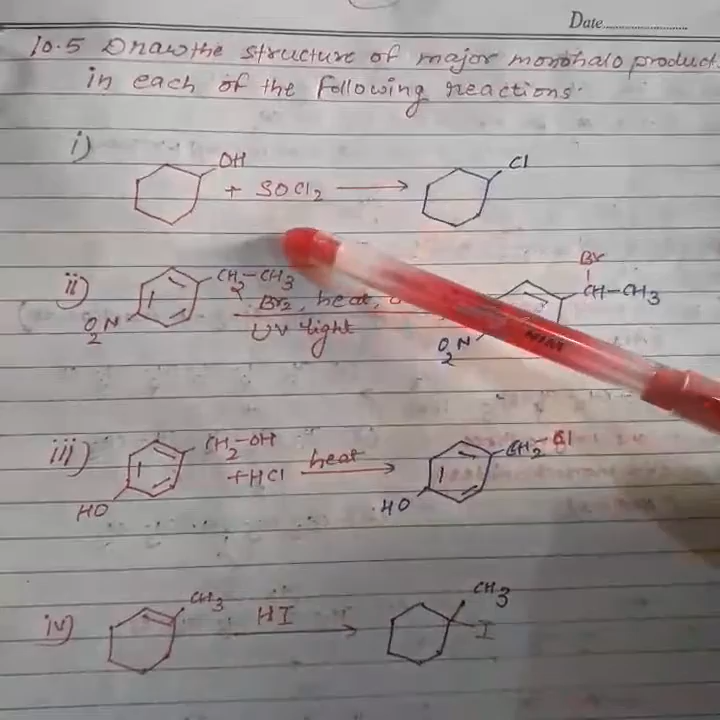 Date
10.5 Draw the structure of major monohalo product
in each of the following reactions.
i)
OH
+ SOCl2
Cl
ii)
CH2-CH3
O2N
Br2, heat,
UV light
Br
CH-CH3
O2N
iii)
CH2-OH
+HCl
heat
HO
CH2-Cl
HO
iv)
CH3
HI
CH3
I